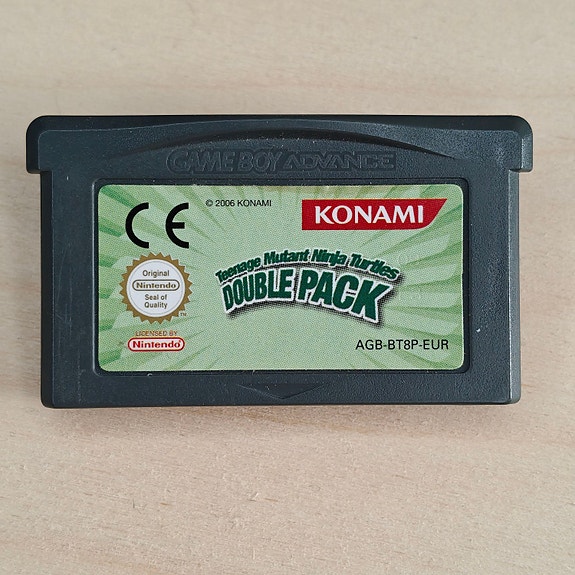 GAME BOY ADVANCE
© 2006 KONAMI
KONAMI
Teenage Mutant Ninja Turtles
DOUBLE PACK
Original
Nintendo
Seal of
Quality
TM
LICENSED BY
Nintendo
AGB-BT8P-EUR
CE